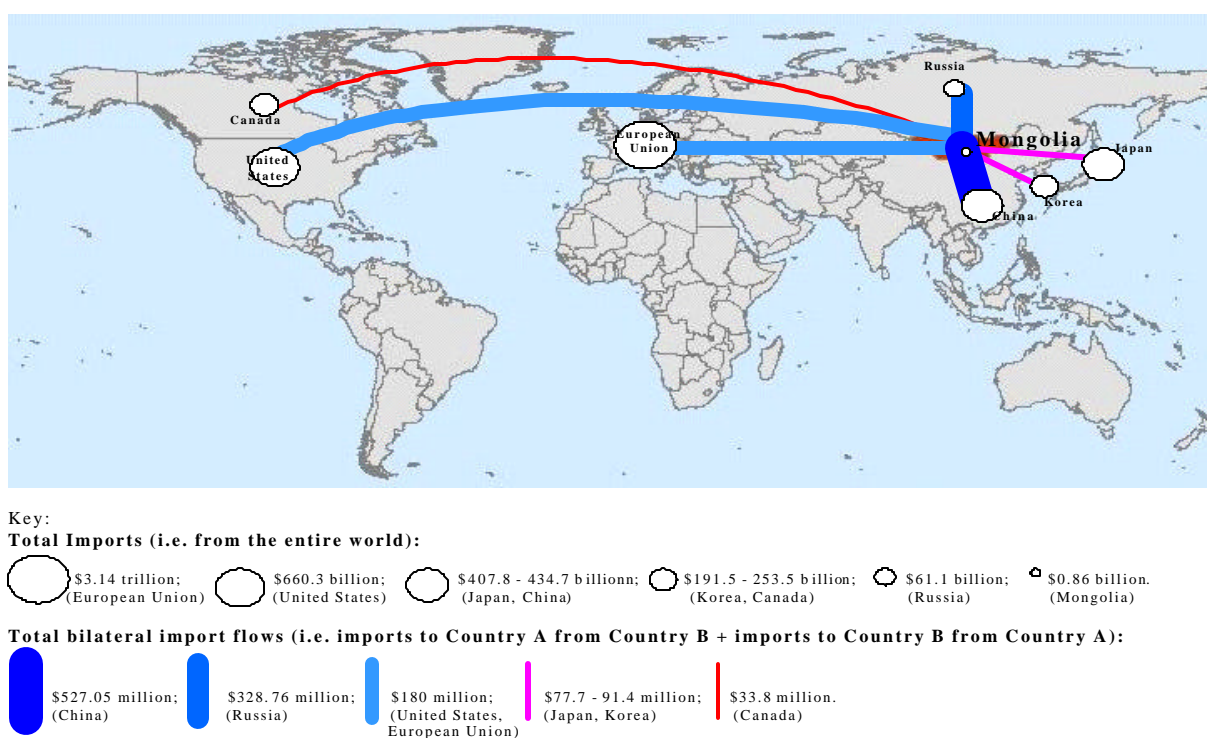 Russia
Canada
European
Union
Mongolia
Japan
United
States
Korea
China
Key:
Total Imports (i.e. from the entire world):
$3.14 trillion;
(European Union)
$660.3 billion;
(United States)
$407.8 - 434.7 billionn;
(Japan, China)
$191.5 - 253.5 billion;
(Korea, Canada)
$61.1 billion;
(Russia)
$0.86 billion.
(Mongolia)
Total bilateral import flows (i.e. imports to Country A from Country B + imports to Country B from Country A):
$527.05 million;
(China)
$328.76 million;
(Russia)
$180 million;
(United States,
European Union)
$77.7 - 91.4 million;
(Japan, Korea)
$33.8 million.
(Canada)